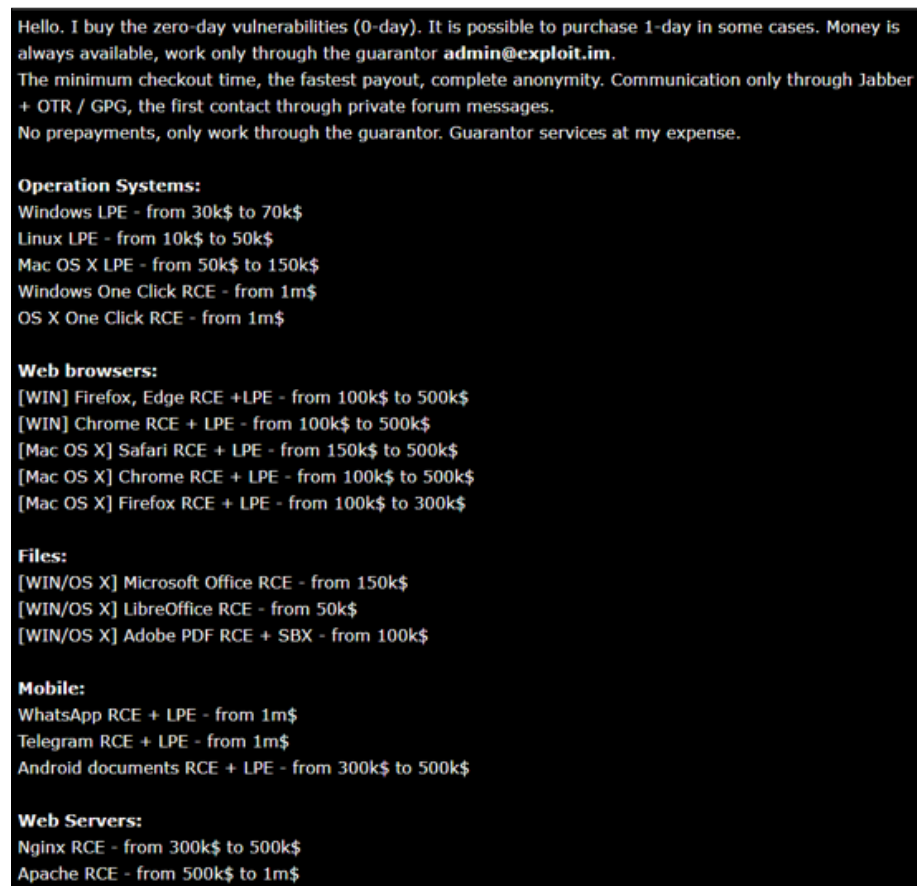 Hello. I buy the zero-day vulnerabilities (0-day). It is possible to purchase 1-day in some cases. Money is
always available, work only through the guarantor admin@exploit.im.
The minimum checkout time, the fastest payout, complete anonymity. Communication only through Jabber
+ OTR / GPG, the first contact through private forum messages.
No prepayments, only work through the guarantor. Guarantor services at my expense.
Operation Systems:
Windows LPE - from 30k$ to 70k$
Linux LPE - from 10k$ to 50k$
Mac OS X LPE - from 50k$ to 150k$
Windows One Click RCE - from 1m$
OS X One Click RCE - from 1m$
Web browsers:
[WIN] Firefox, Edge RCE +LPE - from 100k$ to 500k$
[WIN] Chrome RCE + LPE - from 100k$ to 500k$
[Mac OS X] Safari RCE + LPE - from 150k$ to 500k$
[Mac OS X] Chrome RCE + LPE - from 100k$ to 500k$
[Mac OS X] Firefox RCE + LPE - from 100k$ to 300k$
Files:
[WIN/OS X] Microsoft Office RCE - from 150k$
[WIN/OS X] LibreOffice RCE - from 50k$
[WIN/OS X] Adobe PDF RCE + SBX - from 100k$
Mobile:
WhatsApp RCE + LPE - from 1m$
Telegram RCE + LPE - from 1m$
Android documents RCE + LPE - from 300k$ to 500k$
Web Servers:
Nginx RCE - from 300k$ to 500k$
Apache RCE - from 500k$ to 1m$